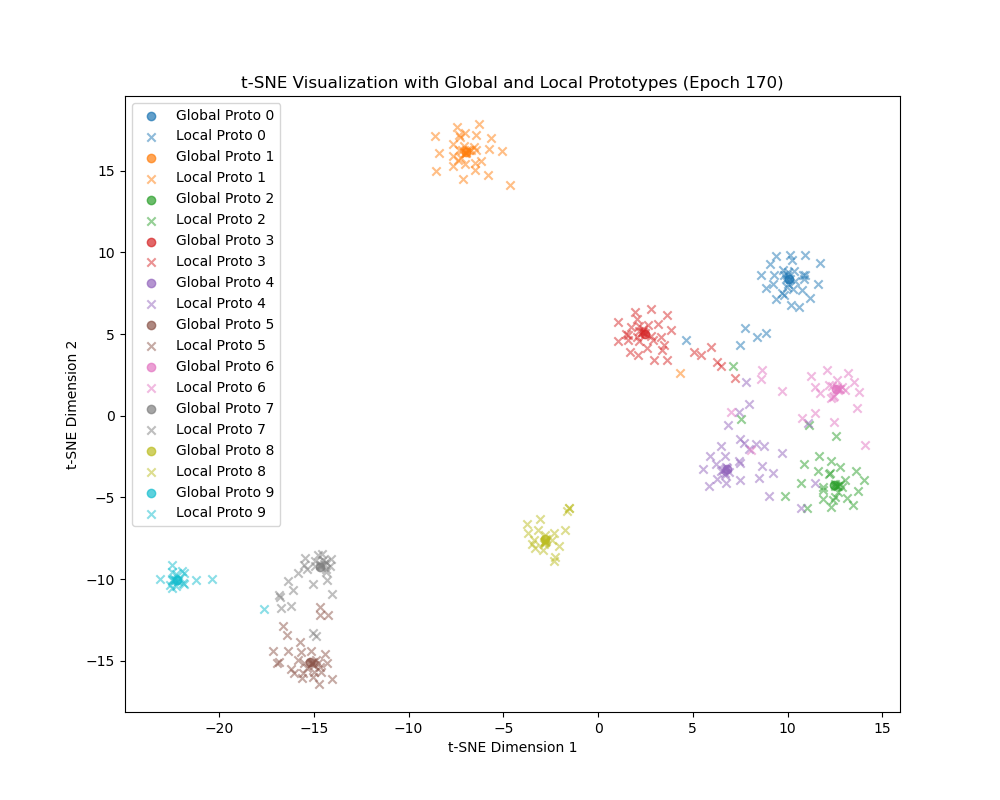 t-SNE Visualization with Global and Local Prototypes (Epoch 170)
Global Proto 0
Local Proto 0
Global Proto 1
Local Proto 1
Global Proto 2
Local Proto 2
Global Proto 3
Local Proto 3
Global Proto 4
Local Proto 4
Global Proto 5
Local Proto 5
Global Proto 6
Local Proto 6
Global Proto 7
Local Proto 7
Global Proto 8
Local Proto 8
Global Proto 9
Local Proto 9
t-SNE Dimension 2
15
10
5
0
−5
−10
−15
−20
−15
−10
−5
0
5
10
15
t-SNE Dimension 1